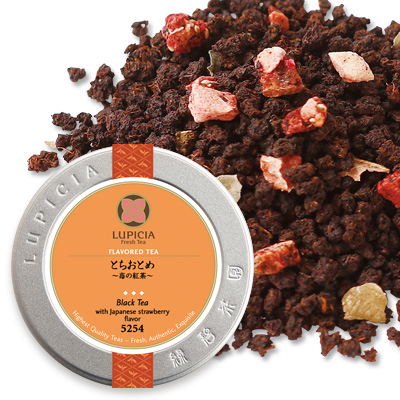 LUPICIA
LUPICIA
Fresh Tea
FLAVORED TEA
とちおとめ
～苺の紅茶～
Black Tea
with Japanese strawberry
flavor
5254
Highest Quality Teas – Fresh, Authentic, Exquisite
緑碧茶園